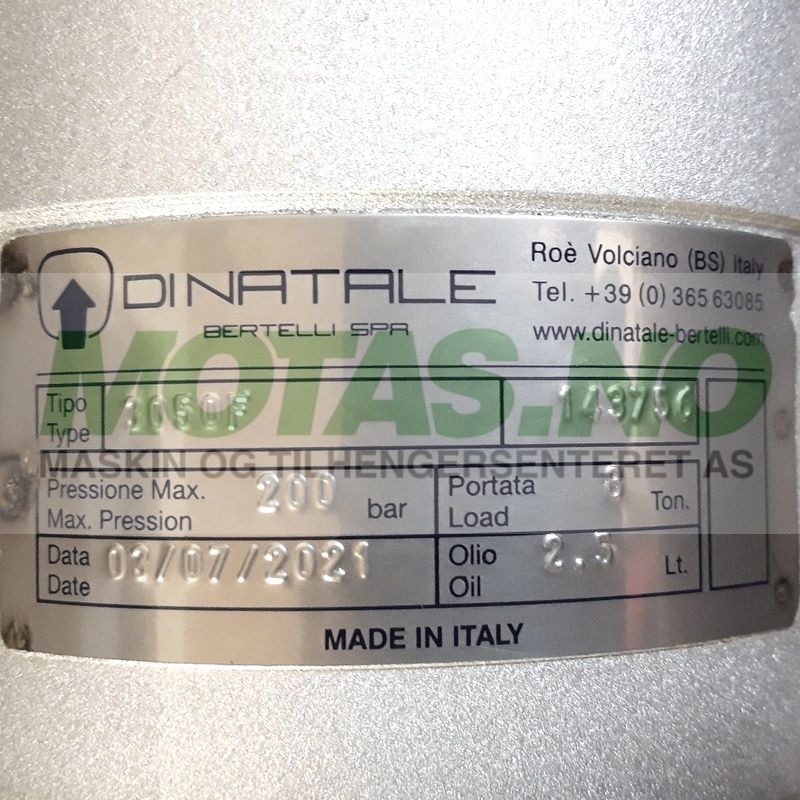 DINATALE
BERTELLI SPA
Roè Volciano (BS) Italy
Tel. +39 (0) 365 63085
www.dinatale-bertelli.com
MOTAS.NO
Tipo
Type
143756
MASKIN OG TILHENGERSENTERET AS
Pressione Max. 200 bar
Max. Pression
Portata Ton.
Load
Data 03/07/2021
Date
Olio 2.5 Lt.
Oil
MADE IN ITALY